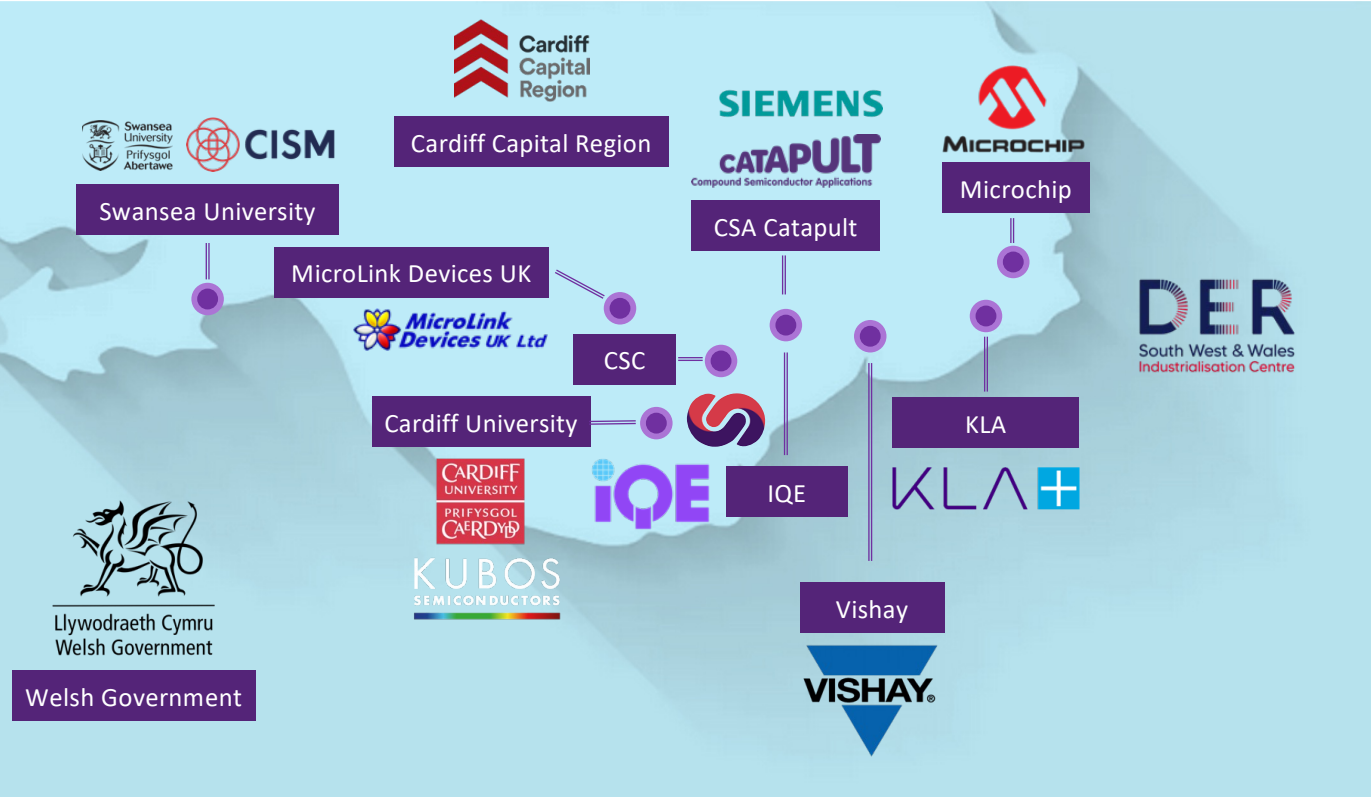 Cardiff
Capital
Region
Cardiff Capital Region
SIEMENS
CATAPULT
Compound Semiconductor Applications
CSA Catapult
MICROCHIP
Microchip
Swansea
University
Prifysgol
Abertawe
CISM
Swansea University
MicroLink Devices UK
MicroLink
Devices UK Ltd
CSC
Cardiff University
CARDIFF
UNIVERSITY
PRIFYSGOL
CAERDYDD
KUBOS
SEMICONDUCTORS
iQE
IQE
KLA
KLA+
DER
South West & Wales
Industrialisation Centre
Vishay
VISHAY®
Llywodraeth Cymru
Welsh Government
Welsh Government